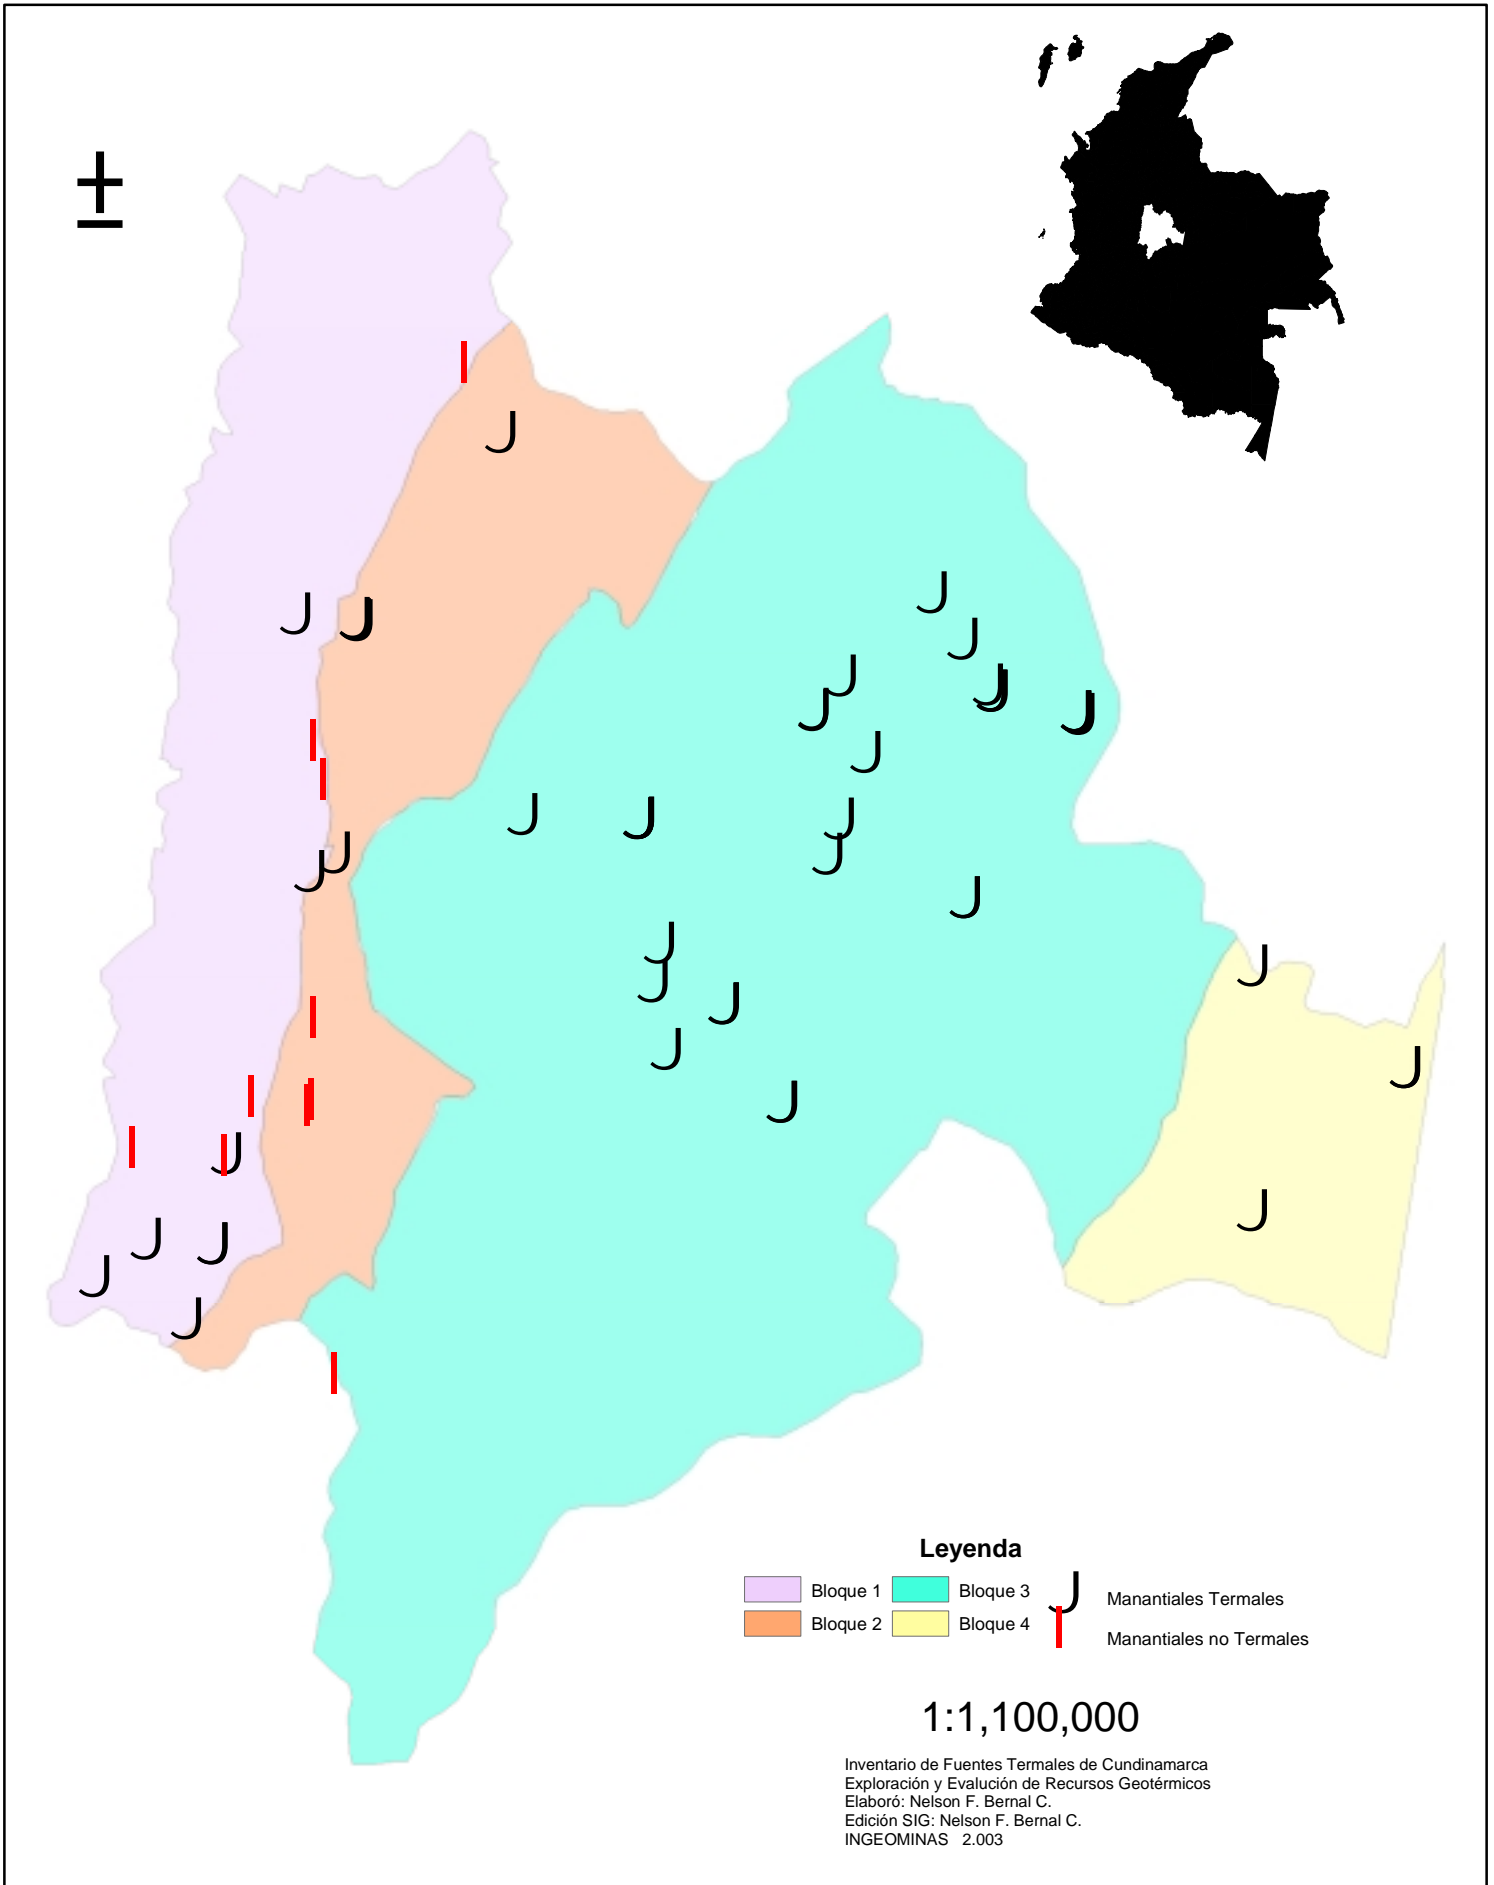 Leyenda
Bloque 1
Bloque 3
Manantiales Termales
Bloque 2
Bloque 4
Manantiales no Termales
1:1,100,000
Inventario de Fuentes Termales de Cundinamarca
Exploración y Evalución de Recursos Geotérmicos
Elaboró: Nelson F. Bernal C.
Edición SIG: Nelson F. Bernal C.
INGEOMINAS 2.003